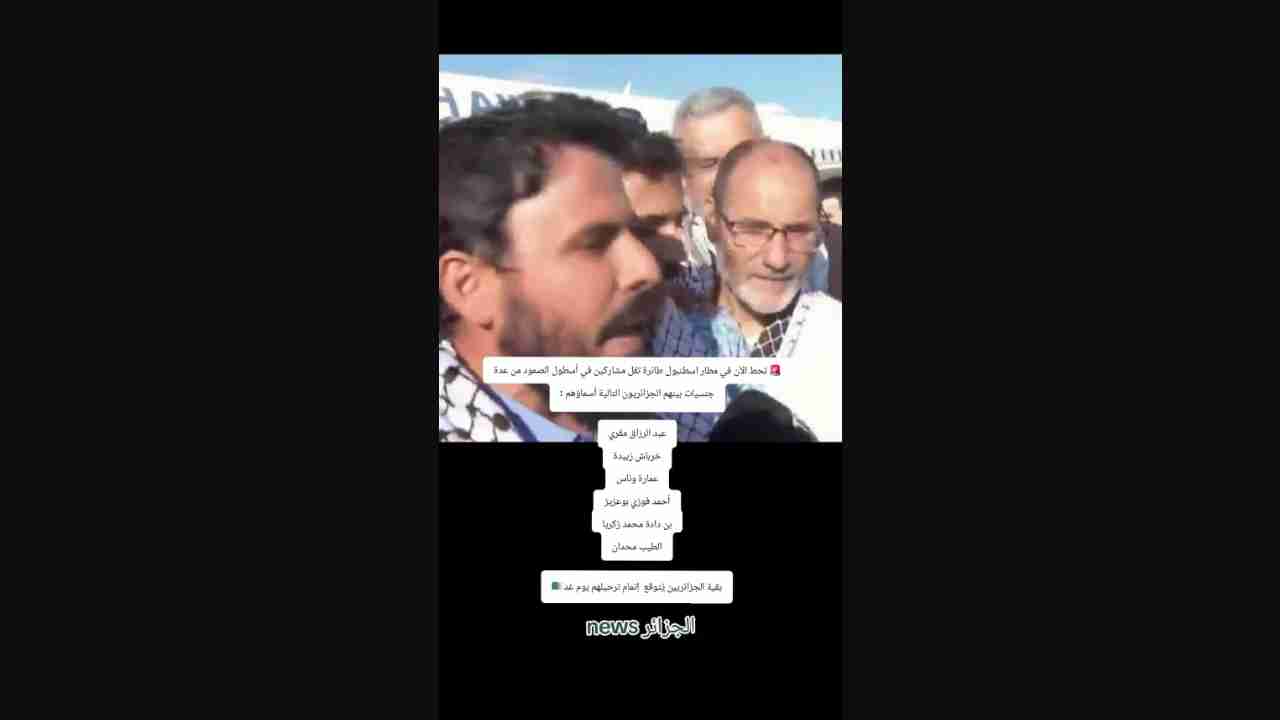 🚨 تحط الآن في مطار اسطنبول طائرة تقل مشاركين في أسطول الصمود من عدة
جنسيات بينهم الجزائريون التالية أسماؤهم :
عبد الرزاق مقري
خرباش زبيدة
عمارة وناس
أحمد فوزي بوعزيز
بن دادة محمد زكريا
الطيب محدان
بقية الجزائريين يُتوقع إتمام ترحيلهم يوم غد 🇩🇿
الجزائر news